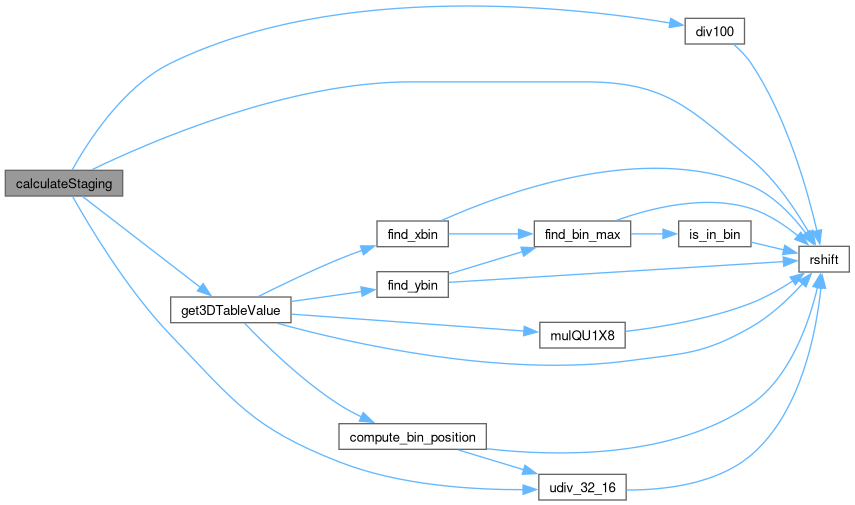 div100
calculateStaging
find_xbin
find_bin_max
is_in_bin
rshift
find_ybin
get3DTableValue
mulQU1X8
compute_bin_position
udiv_32_16